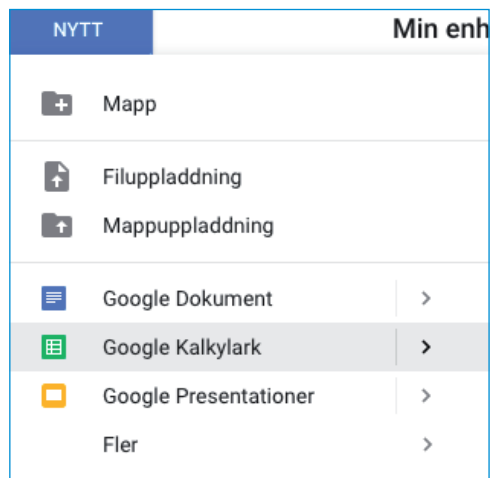 NYTT Min enh
Mapp
Filuppladdning
Mappuppladdning
Google Dokument
Google Kalkylark
Google Presentationer
Fler